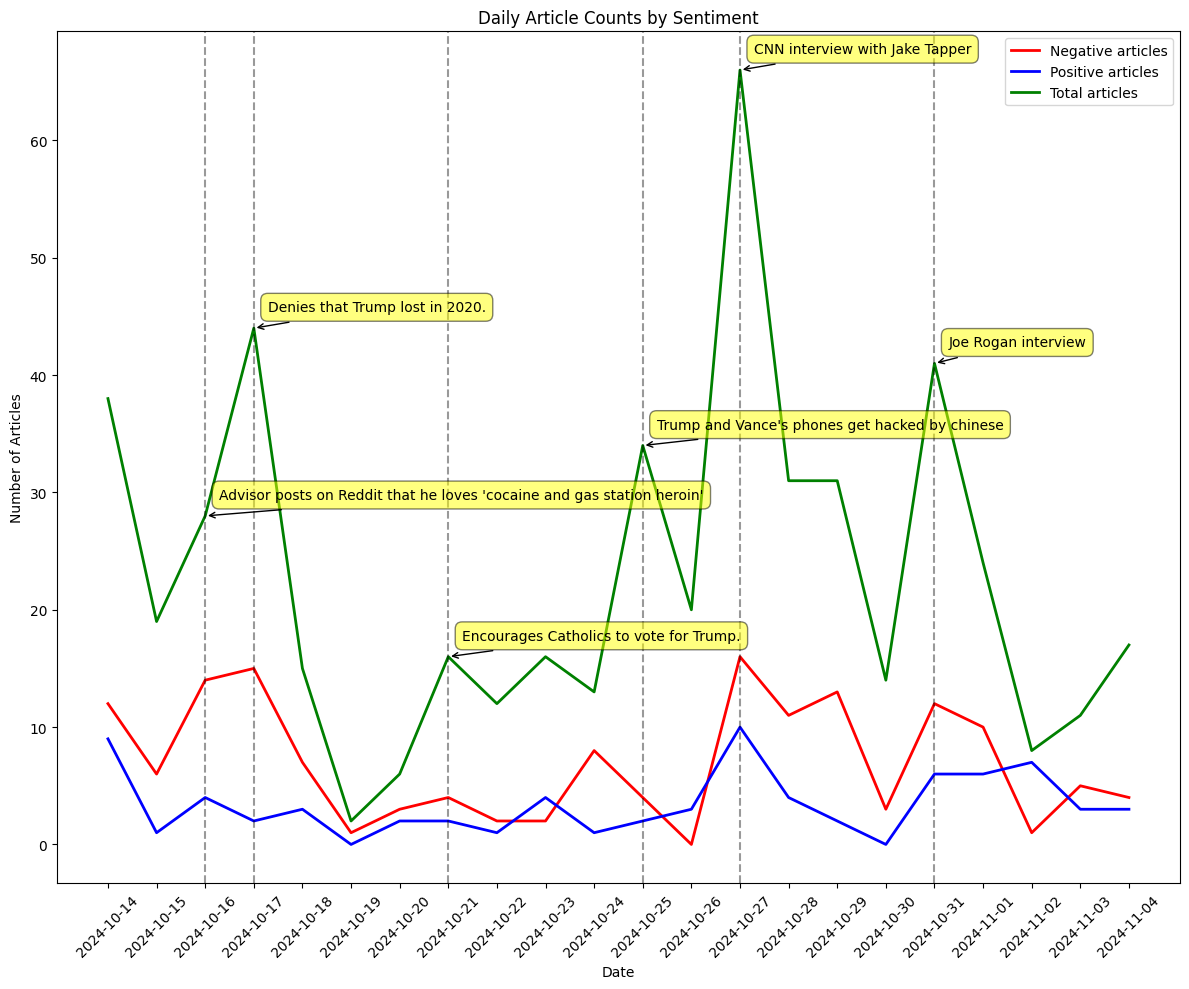 Daily Article Counts by Sentiment
CNN interview with Jake Tapper
Negative articles
Positive articles
Total articles
Denies that Trump lost in 2020.
Joe Rogan interview
Trump and Vance's phones get hacked by chinese
Advisor posts on Reddit that he loves 'cocaine and gas station heroin'
Encourages Catholics to vote for Trump.
Number of Articles
60
50
40
30
20
10
0
2024-10-14
2024-10-15
2024-10-16
2024-10-17
2024-10-18
2024-10-19
2024-10-20
2024-10-21
2024-10-22
2024-10-23
2024-10-24
2024-10-25
2024-10-26
2024-10-27
2024-10-28
2024-10-29
2024-10-30
2024-10-31
2024-11-01
2024-11-02
2024-11-03
2024-11-04
Date